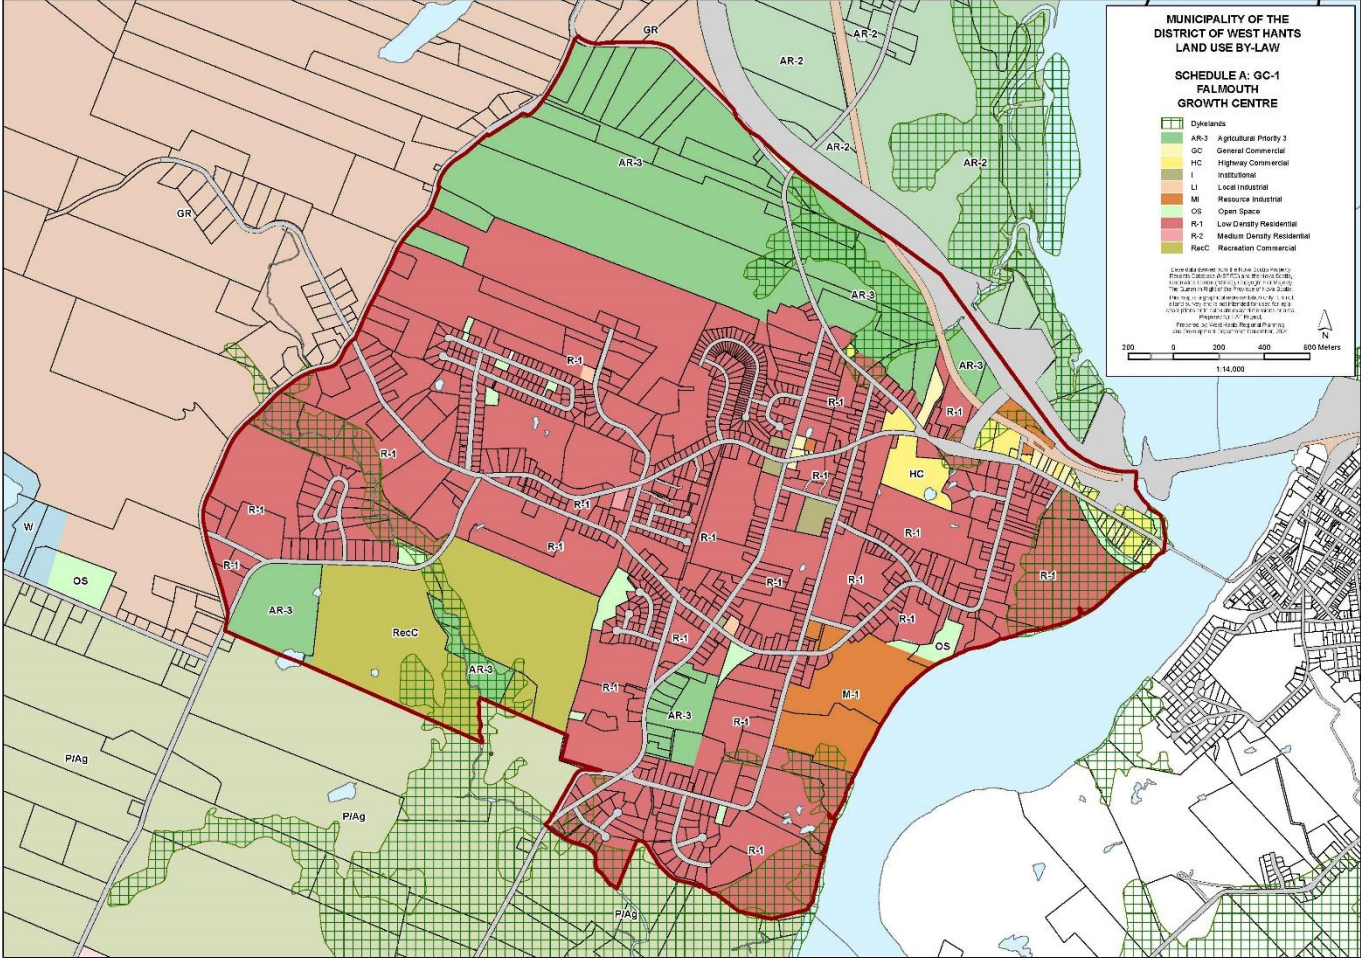 MUNICIPALITY OF THE
DISTRICT OF WEST HANTS
LAND USE BY-LAW
SCHEDULE A: GC-1
FALMOUTH
GROWTH CENTRE
Dykelands
AR-3 Agricultural Priority 3
GC General Commercial
HC Highway Commercial
I Institutional
LI Local Industrial
MI Resource Industrial
OS Open Space
R-1 Low Density Residential
R-2 Medium Density Residential
RecC Recreation Commercial
N
200 0 200 400 600 Meters
1:14,000
GR
AR-2
AR-2
AR-2
AR-2
AR-3
GR
AR-3
AR-3
R-1
R-1
R-1
R-1
R-1
HC
R-1
R-1
R-1
R-1
R-1
W
R-1
R-1
R-1
OS
R-1
R-1
AR-3
R-1
RecC
R-1
OS
AR-3
R-1
M-1
AR-3
R-1
P/Ag
P/Ag
R-1
P/Ag